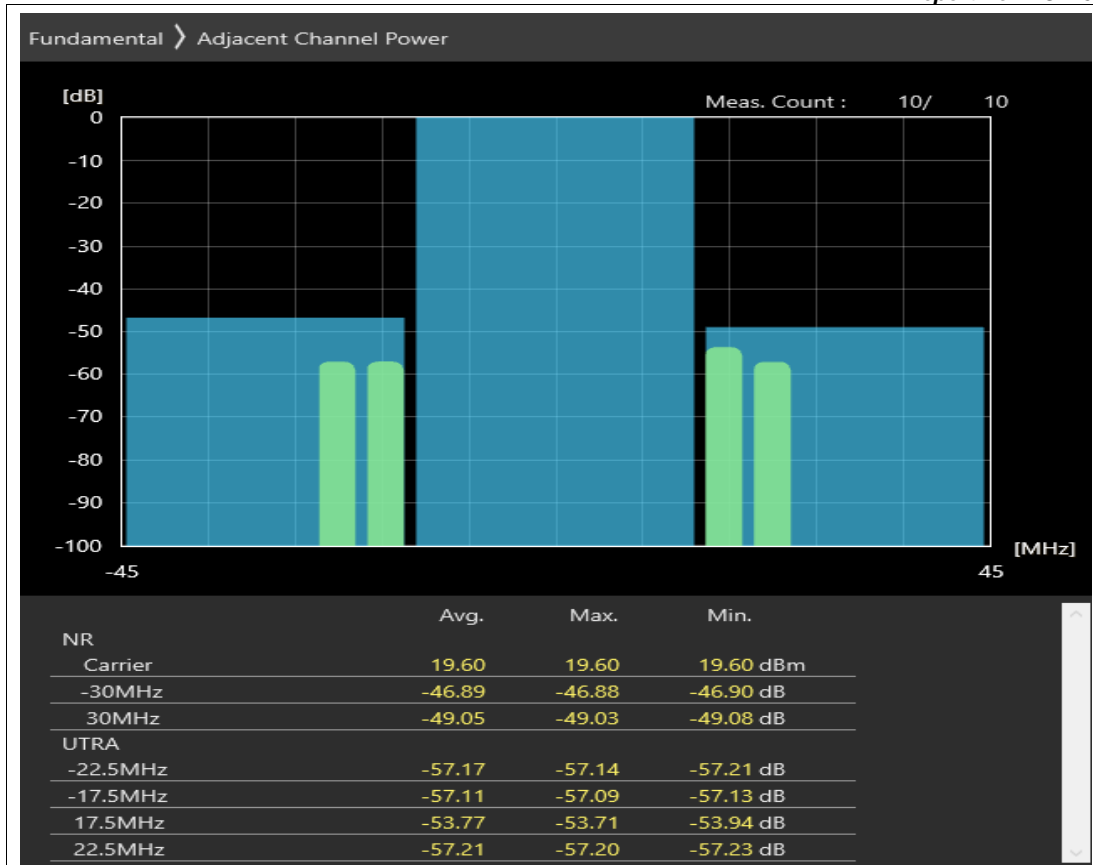 Fundamental 〉 Adjacent Channel Power
[dB]
Meas. Count : 10/ 10
0
-10
-20
-30
-40
-50
-60
-70
-80
-90
-100
[MHz]
-45 45
Avg. Max. Min.
NR
Carrier 19.60 19.60 19.60 dBm
-30MHz -46.89 -46.88 -46.90 dB
30MHz -49.05 -49.03 -49.08 dB
UTRA
-22.5MHz -57.17 -57.14 -57.21 dB
-17.5MHz -57.11 -57.09 -57.13 dB
17.5MHz -53.77 -53.71 -53.94 dB
22.5MHz -57.21 -57.20 -57.23 dB